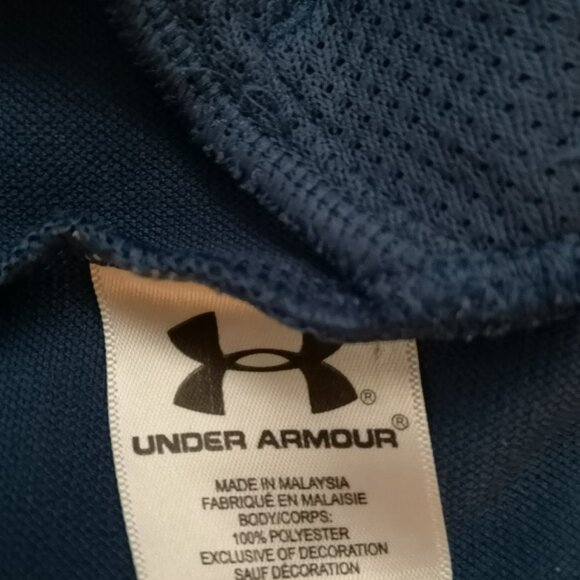 ®
UNDER ARMOUR®
MADE IN MALAYSIA
FABRIQUÉ EN MALAISIE
BODY/CORPS:
100% POLYESTER
EXCLUSIVE OF DECORATION
SAUF DÉCORATION